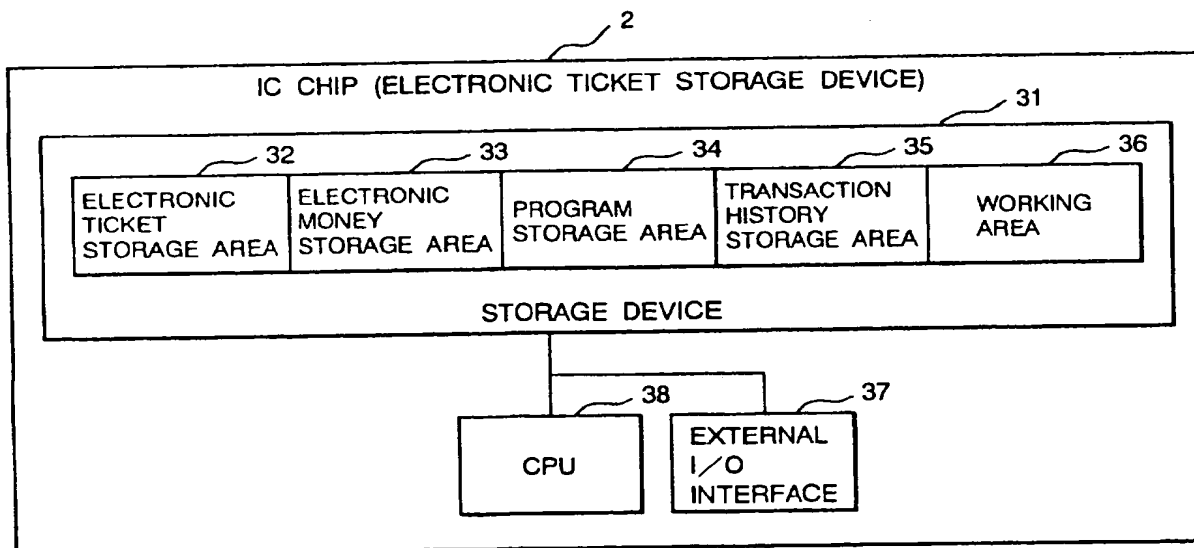 2
IC CHIP (ELECTRONIC TICKET STORAGE DEVICE)
31
32 33 34 35 36
ELECTRONIC
TICKET
STORAGE AREA
ELECTRONIC
MONEY
STORAGE AREA
PROGRAM
STORAGE AREA
TRANSACTION
HISTORY
STORAGE AREA
WORKING
AREA
STORAGE DEVICE
38 37
CPU
EXTERNAL
I/O
INTERFACE